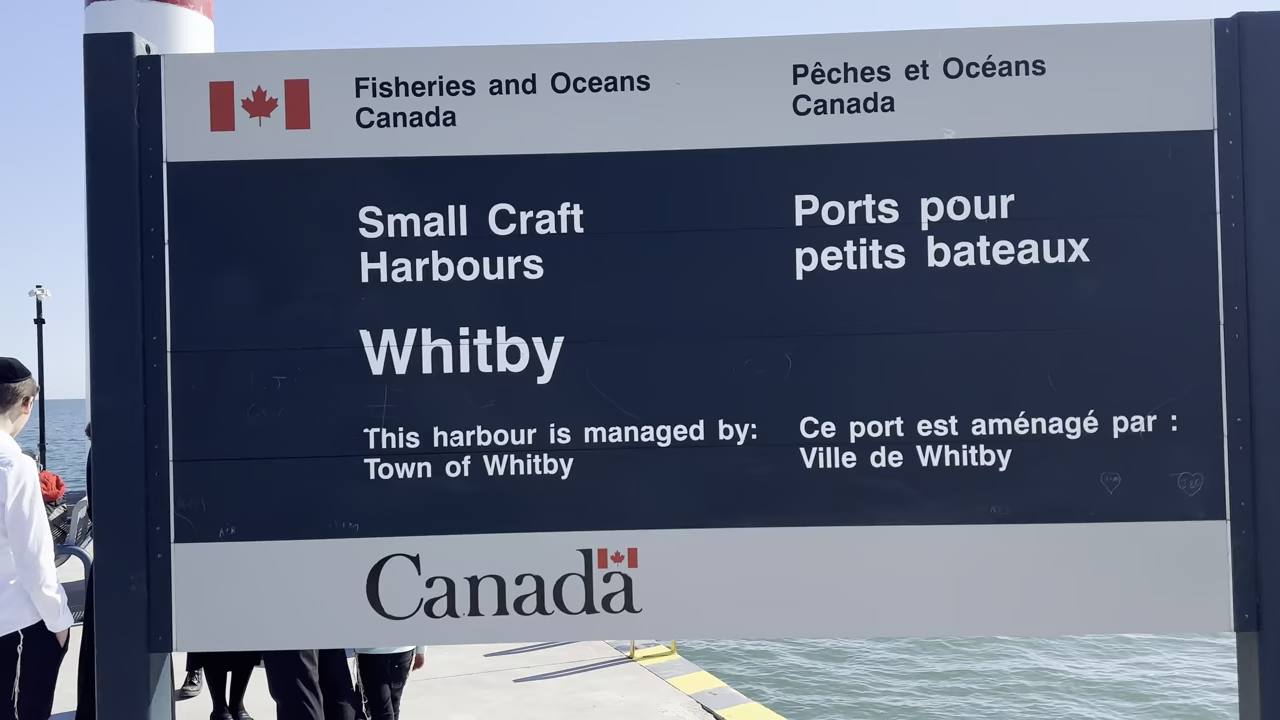 Fisheries and Oceans
Canada
Pêches et Océans
Canada
Small Craft
Harbours
Ports pour
petits bateaux
Whitby
This harbour is managed by:
Town of Whitby
Ce port est aménagé par :
Ville de Whitby
Canada